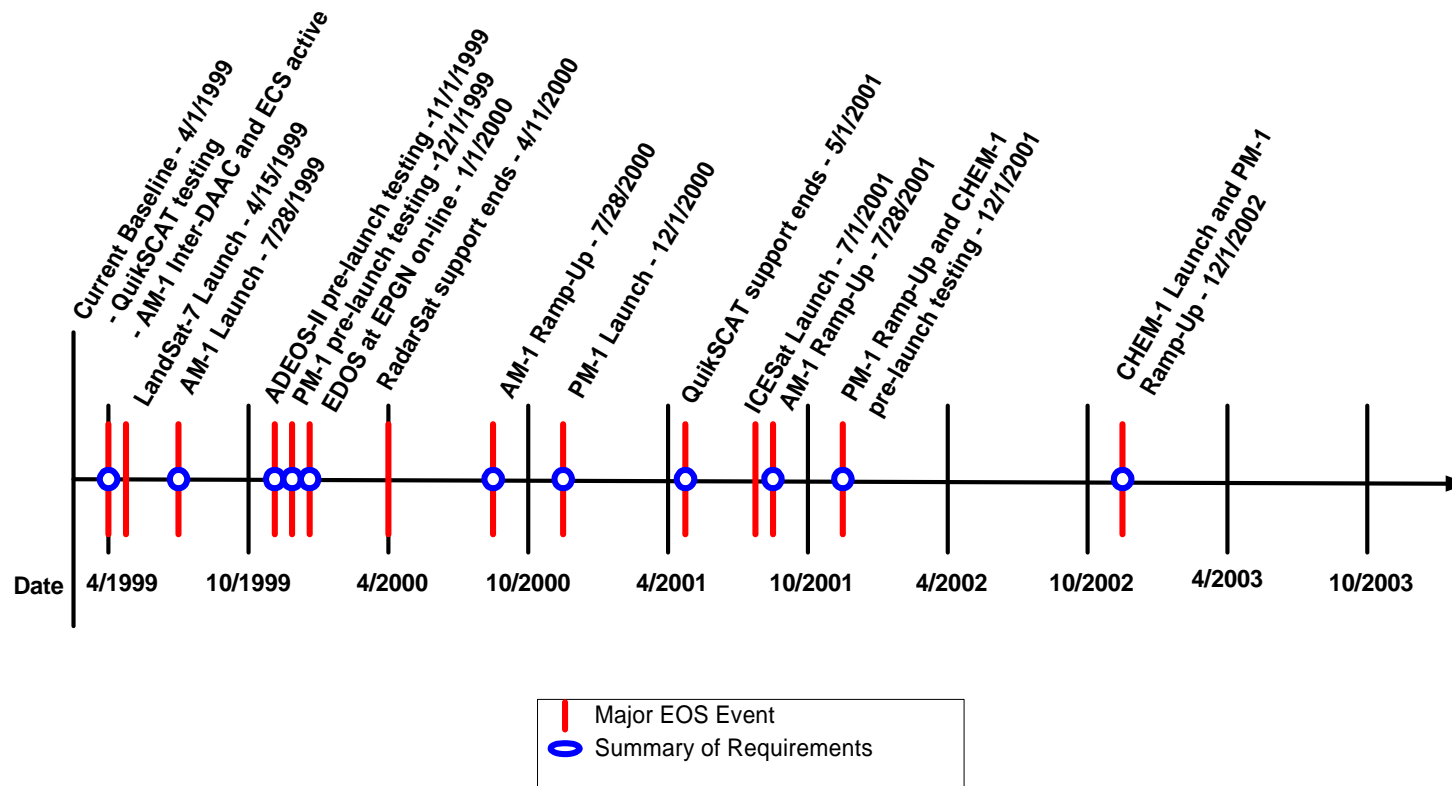 Current Baseline - 4/1/1999
- QuikSCAT testing
- AM-1 Inter-DAAC and ECS active
LandSat-7 Launch - 4/15/1999
AM-1 Launch - 7/28/1999
ADEOS-II pre-launch testing -11/1/1999
PM-1 pre-launch testing -12/1/1999
EDOS at EPGN on-line - 1/1/2000
RadarSat support ends - 4/11/2000
AM-1 Ramp-Up - 7/28/2000
PM-1 Launch - 12/1/2000
QuikSCAT support ends - 5/1/2001
ICESat Launch - 7/1/2001
AM-1 Ramp-Up - 7/28/2001
PM-1 Ramp-Up and CHEM-1
pre-launch testing - 12/1/2001
CHEM-1 Launch and PM-1
Ramp-Up - 12/1/2002
Date 4/1999 10/1999 4/2000 10/2000 4/2001 10/2001 4/2002 10/2002 4/2003 10/2003
Major EOS Event
Summary of Requirements